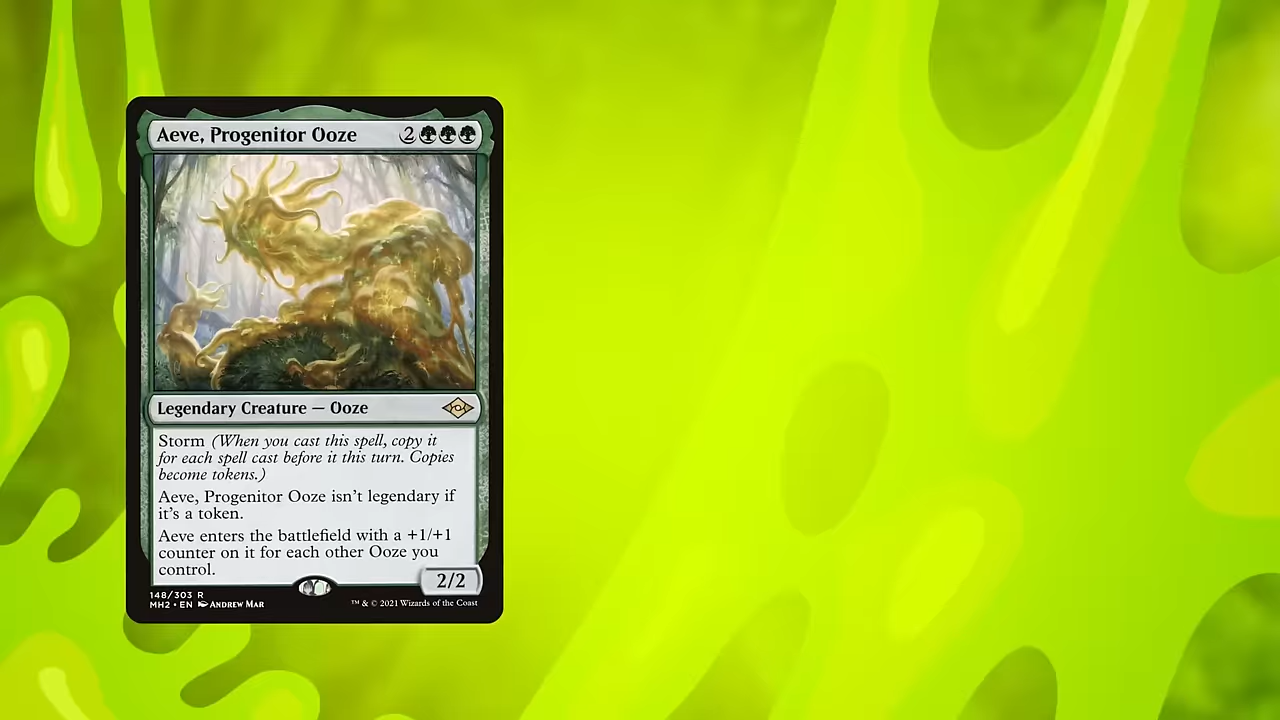 Aeve, Progenitor Ooze 2
Legendary Creature — Ooze
Storm (When you cast this spell, copy it
for each spell cast before it this turn. Copies
become tokens.)
Aeve, Progenitor Ooze isn't legendary if
it's a token.
Aeve enters the battlefield with a +1/+1
counter on it for each other Ooze you
control.
2/2
148/303 R
MH2 • EN Andrew Mar ™ & © 2021 Wizards of the Coast